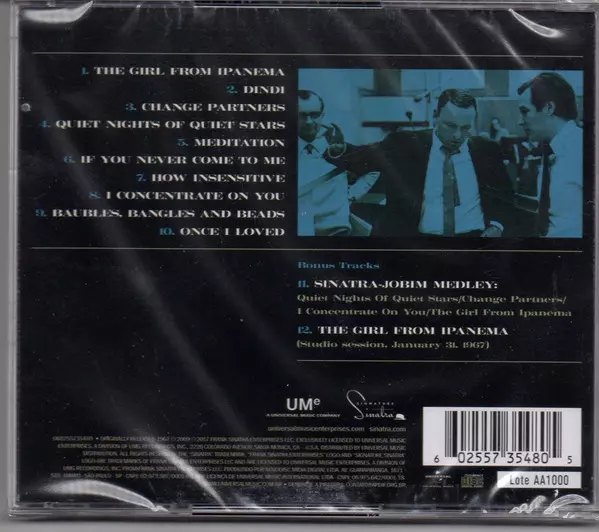 1. THE GIRL FROM IPANEMA
2. DINDI
3. CHANGE PARTNERS
4. QUIET NIGHTS OF QUIET STARS
5. MEDITATION
6. IF YOU NEVER COME TO ME
7. HOW INSENSITIVE
8. I CONCENTRATE ON YOU
9. BAUBLES, BANGLES AND BEADS
10. ONCE I LOVED
Bonus Tracks
11. SINATRA-JOBIM MEDLEY:
Quiet Nights Of Quiet Stars/Change Partners/
I Concentrate On You/The Girl From Ipanema
12. THE GIRL FROM IPANEMA
(Studio session, January 31, 1967)
UMe
A UNIVERSAL MUSIC COMPANY
SIGNATURE
Sinatra
universalmusicenterprises.com sinatra.com
6 02557 35480 5
Lote AA1000